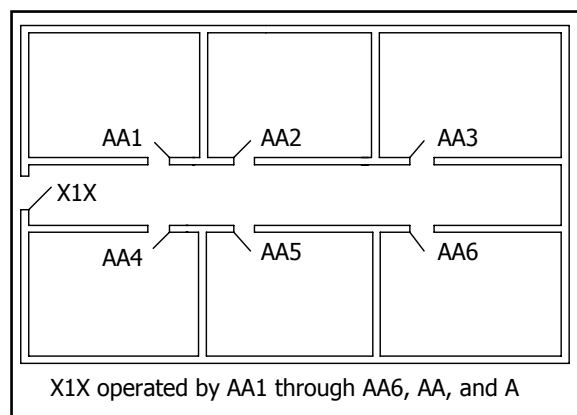 AA1
AA2
AA3
X1X
AA4
AA5
AA6
X1X operated by AA1 through AA6, AA, and A